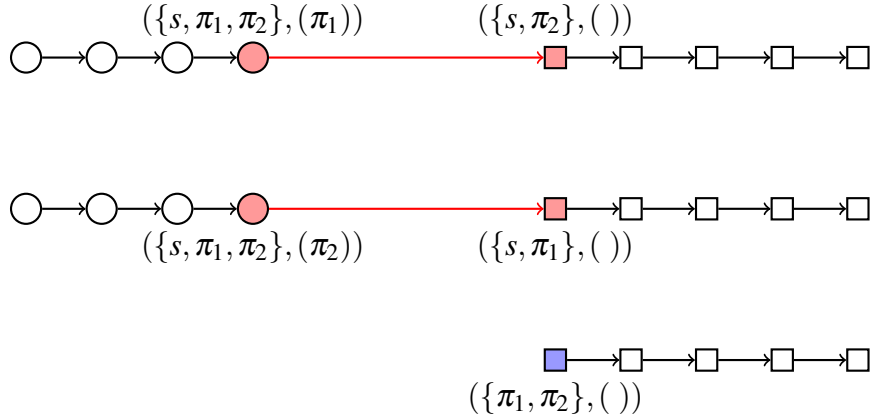 ({s, π₁, π₂}, (π₁)) ({s, π₂}, ( ))
({s, π₁, π₂}, (π₂)) ({s, π₁}, ( ))
({π₁, π₂}, ( ))